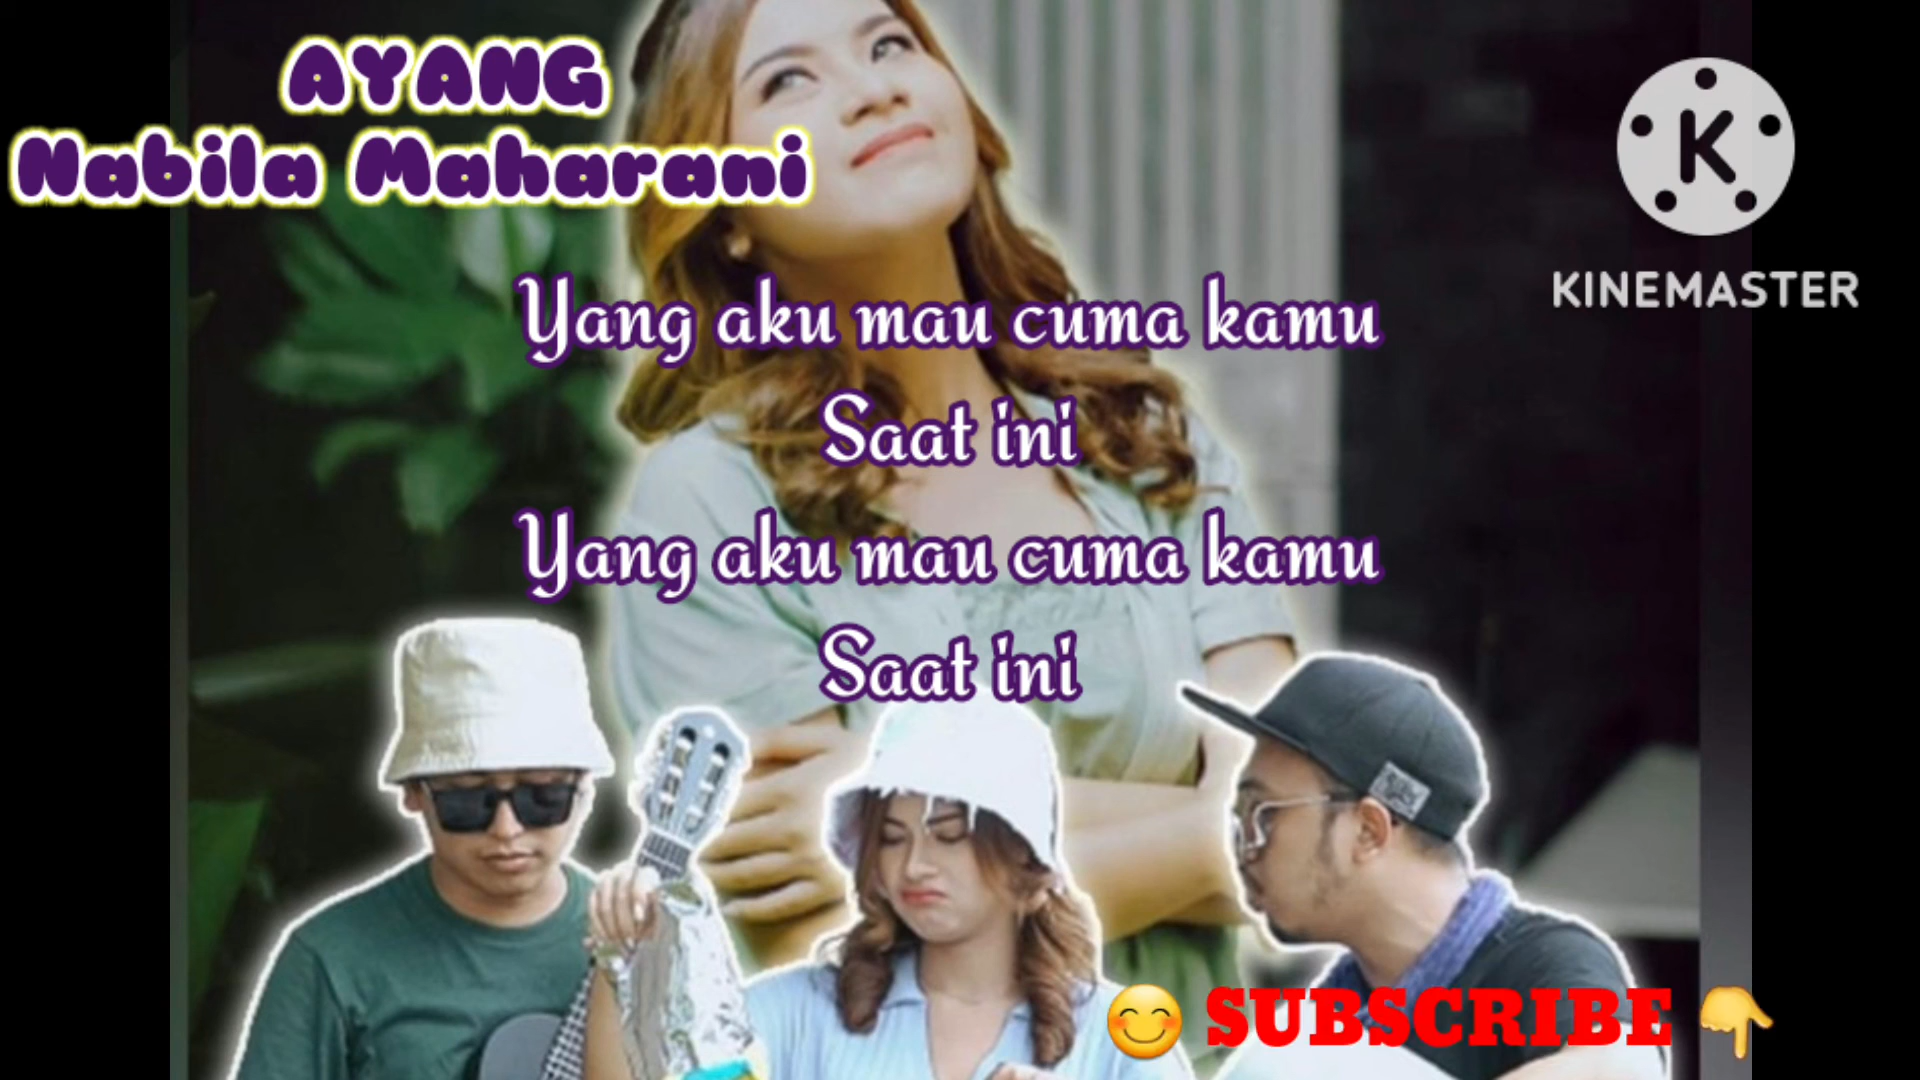 AYANG
Nabila Maharani
K
KINEMASTER
Yang aku mau cuma kamu
Saat ini
Yang aku mau cuma kamu
Saat ini
😊 SUBSCRIBE 👇